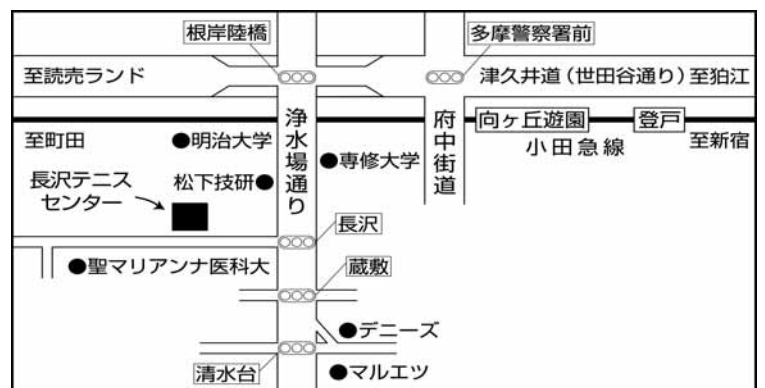 根岸陸橋
多摩警察署前
至読売ランド
津久井道（世田谷通り）至狛江
浄水場通り
府中街道
向ヶ丘遊園
登戸
至町田
●明治大学
●専修大学
小田急線
至新宿
長沢テニス
センター
松下技研●
長沢
●聖マリアンナ医科大
蔵敷
●デニーズ
清水台
●マルエツ